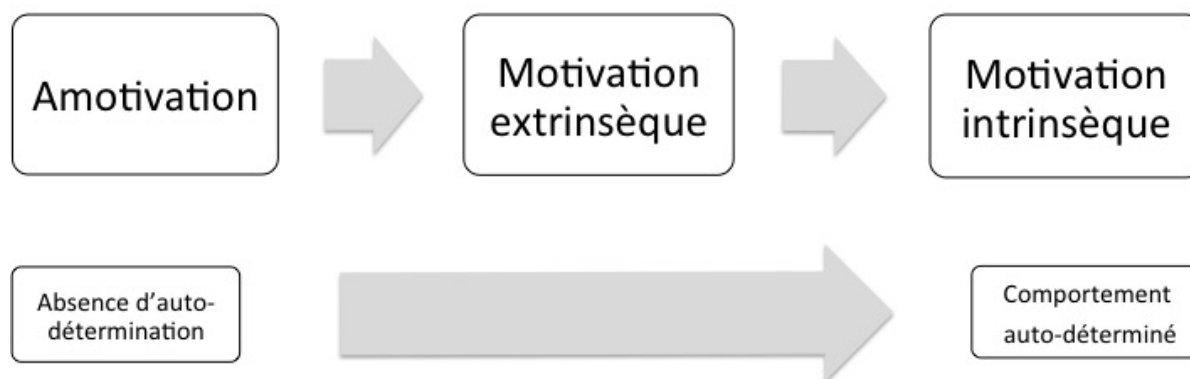 Amotivation
Motivation
extrinsèque
Motivation
intrinsèque
Absence d’auto-
détermination
Comportement
auto-déterminé